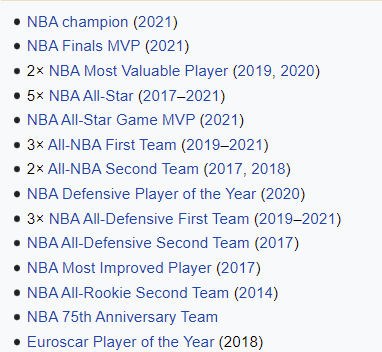 • NBA champion (2021)
• NBA Finals MVP (2021)
• 2× NBA Most Valuable Player (2019, 2020)
• 5× NBA All-Star (2017–2021)
• NBA All-Star Game MVP (2021)
• 3× All-NBA First Team (2019–2021)
• 2× All-NBA Second Team (2017, 2018)
• NBA Defensive Player of the Year (2020)
• 3× NBA All-Defensive First Team (2019–2021)
• NBA All-Defensive Second Team (2017)
• NBA Most Improved Player (2017)
• NBA All-Rookie Second Team (2014)
• NBA 75th Anniversary Team
• Euroscar Player of the Year (2018)